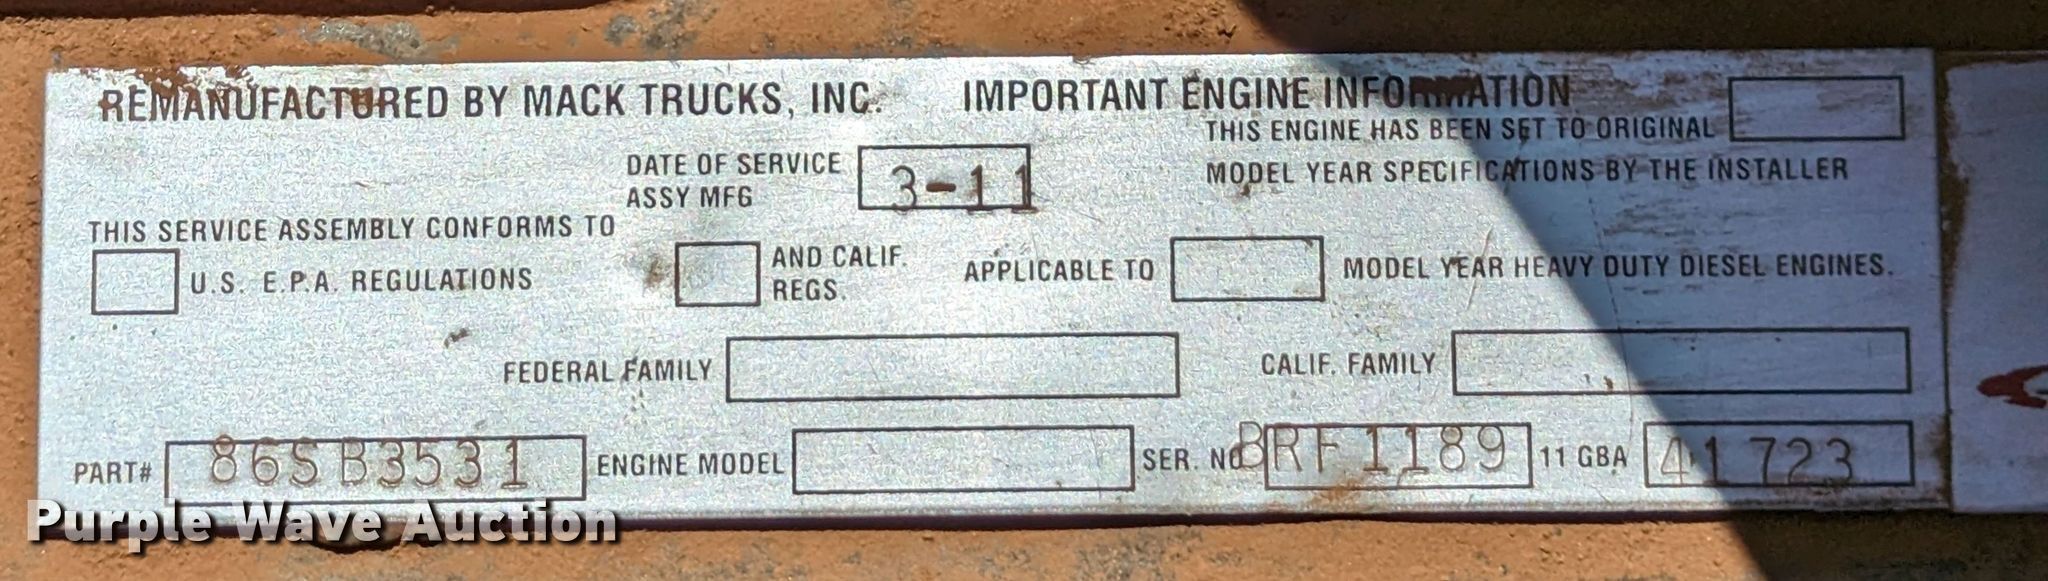 REMANUFACTURED BY MACK TRUCKS, INC. IMPORTANT ENGINE INFORMATION
THIS ENGINE HAS BEEN SET TO ORIGINAL
DATE OF SERVICE
ASSY MFG
3-11
MODEL YEAR SPECIFICATIONS BY THE INSTALLER
THIS SERVICE ASSEMBLY CONFORMS TO
U.S. E.P.A. REGULATIONS
AND CALIF.
REGS.
APPLICABLE TO
MODEL YEAR HEAVY DUTY DIESEL ENGINES.
FEDERAL FAMILY
CALIF. FAMILY
PART# 86SB3531 ENGINE MODEL SER. NO BRF1189 11 GBA 41723
Purple Wave Auction